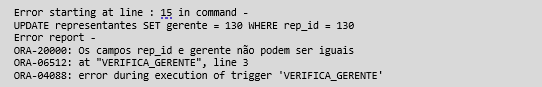 Error starting at line : 15 in command -
UPDATE representantes SET gerente = 130 WHERE rep_id = 130
Error report -
ORA-20000: Os campos rep_id e gerente não podem ser iguais
ORA-06512: at "VERIFICA_GERENTE", line 3
ORA-04088: error during execution of trigger 'VERIFICA_GERENTE'